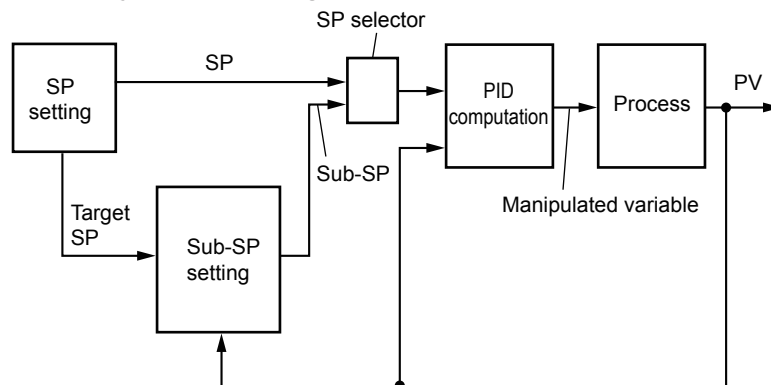 SP selector
SP
SP
setting
PID
computation
Process
PV
Sub-SP
Manipulated variable
Target
SP
Sub-SP
setting